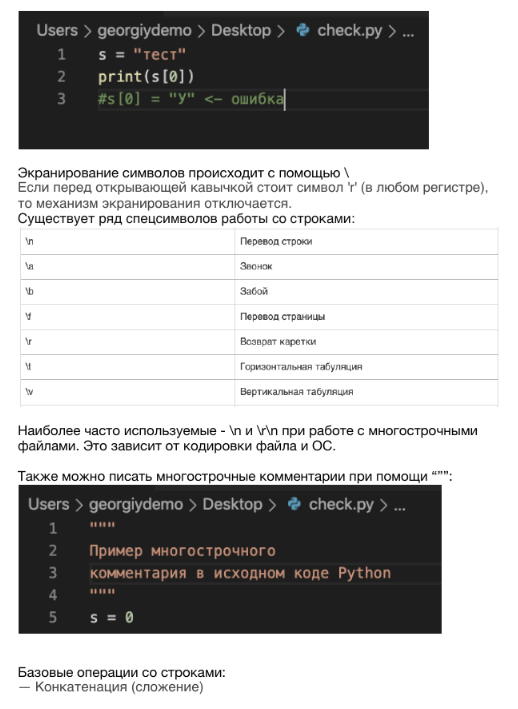 Users > georgiydemo > Desktop > check.py > ...
1 s = "тест"
2 print(s[0])
3 #s[0] = "У" <- ошибка
Экранирование символов происходит с помощью \
Если перед открывающей кавычкой стоит символ 'r' (в любом регистре),
то механизм экранирования отключается.
Существует ряд спецсимволов работы со строками:
\n Перевод строки
\a Звонок
\b Забой
\f Перевод страницы
\r Возврат каретки
\t Горизонтальная табуляция
\v Вертикальная табуляция
Наиболее часто используемые - \n и \r\n при работе с многострочными
файлами. Это зависит от кодировки файла и ОС.
Также можно писать многострочные комментарии при помощи “””:
Users > georgiydemo > Desktop > check.py > ...
1 """
2 Пример многострочного
3 комментария в исходном коде Python
4 """
5 s = 0
Базовые операции со строками:
— Конкатенация (сложение)